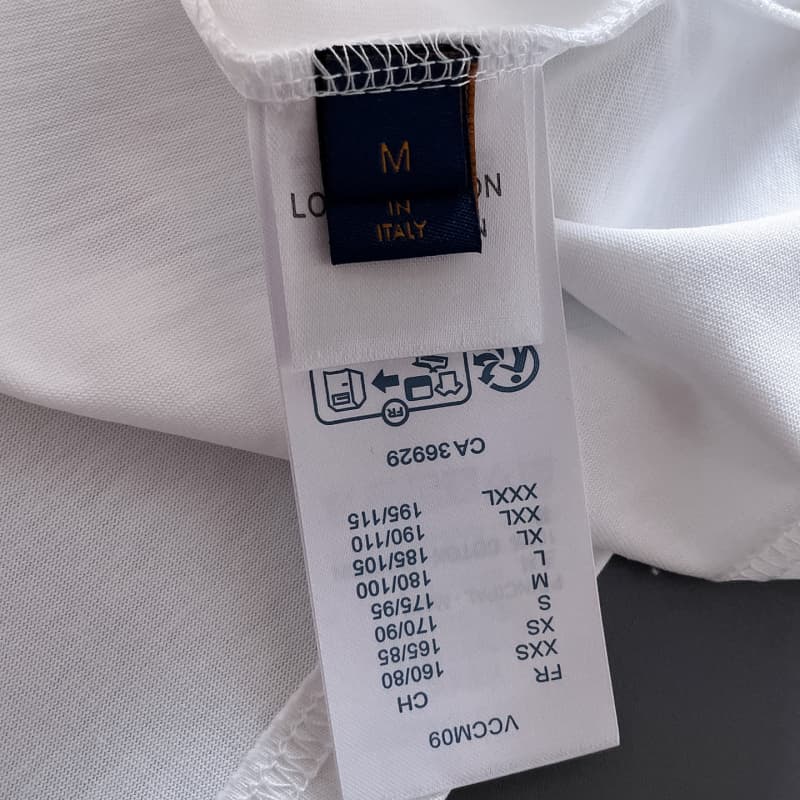 M
IN
ITALY
VCCM09
FR CH
XXS 160/80
XS 165/85
S 170/90
M 175/95
L 180/100
XL 185/105
XXL 190/110
XXXL 195/115
CA 36929
FR